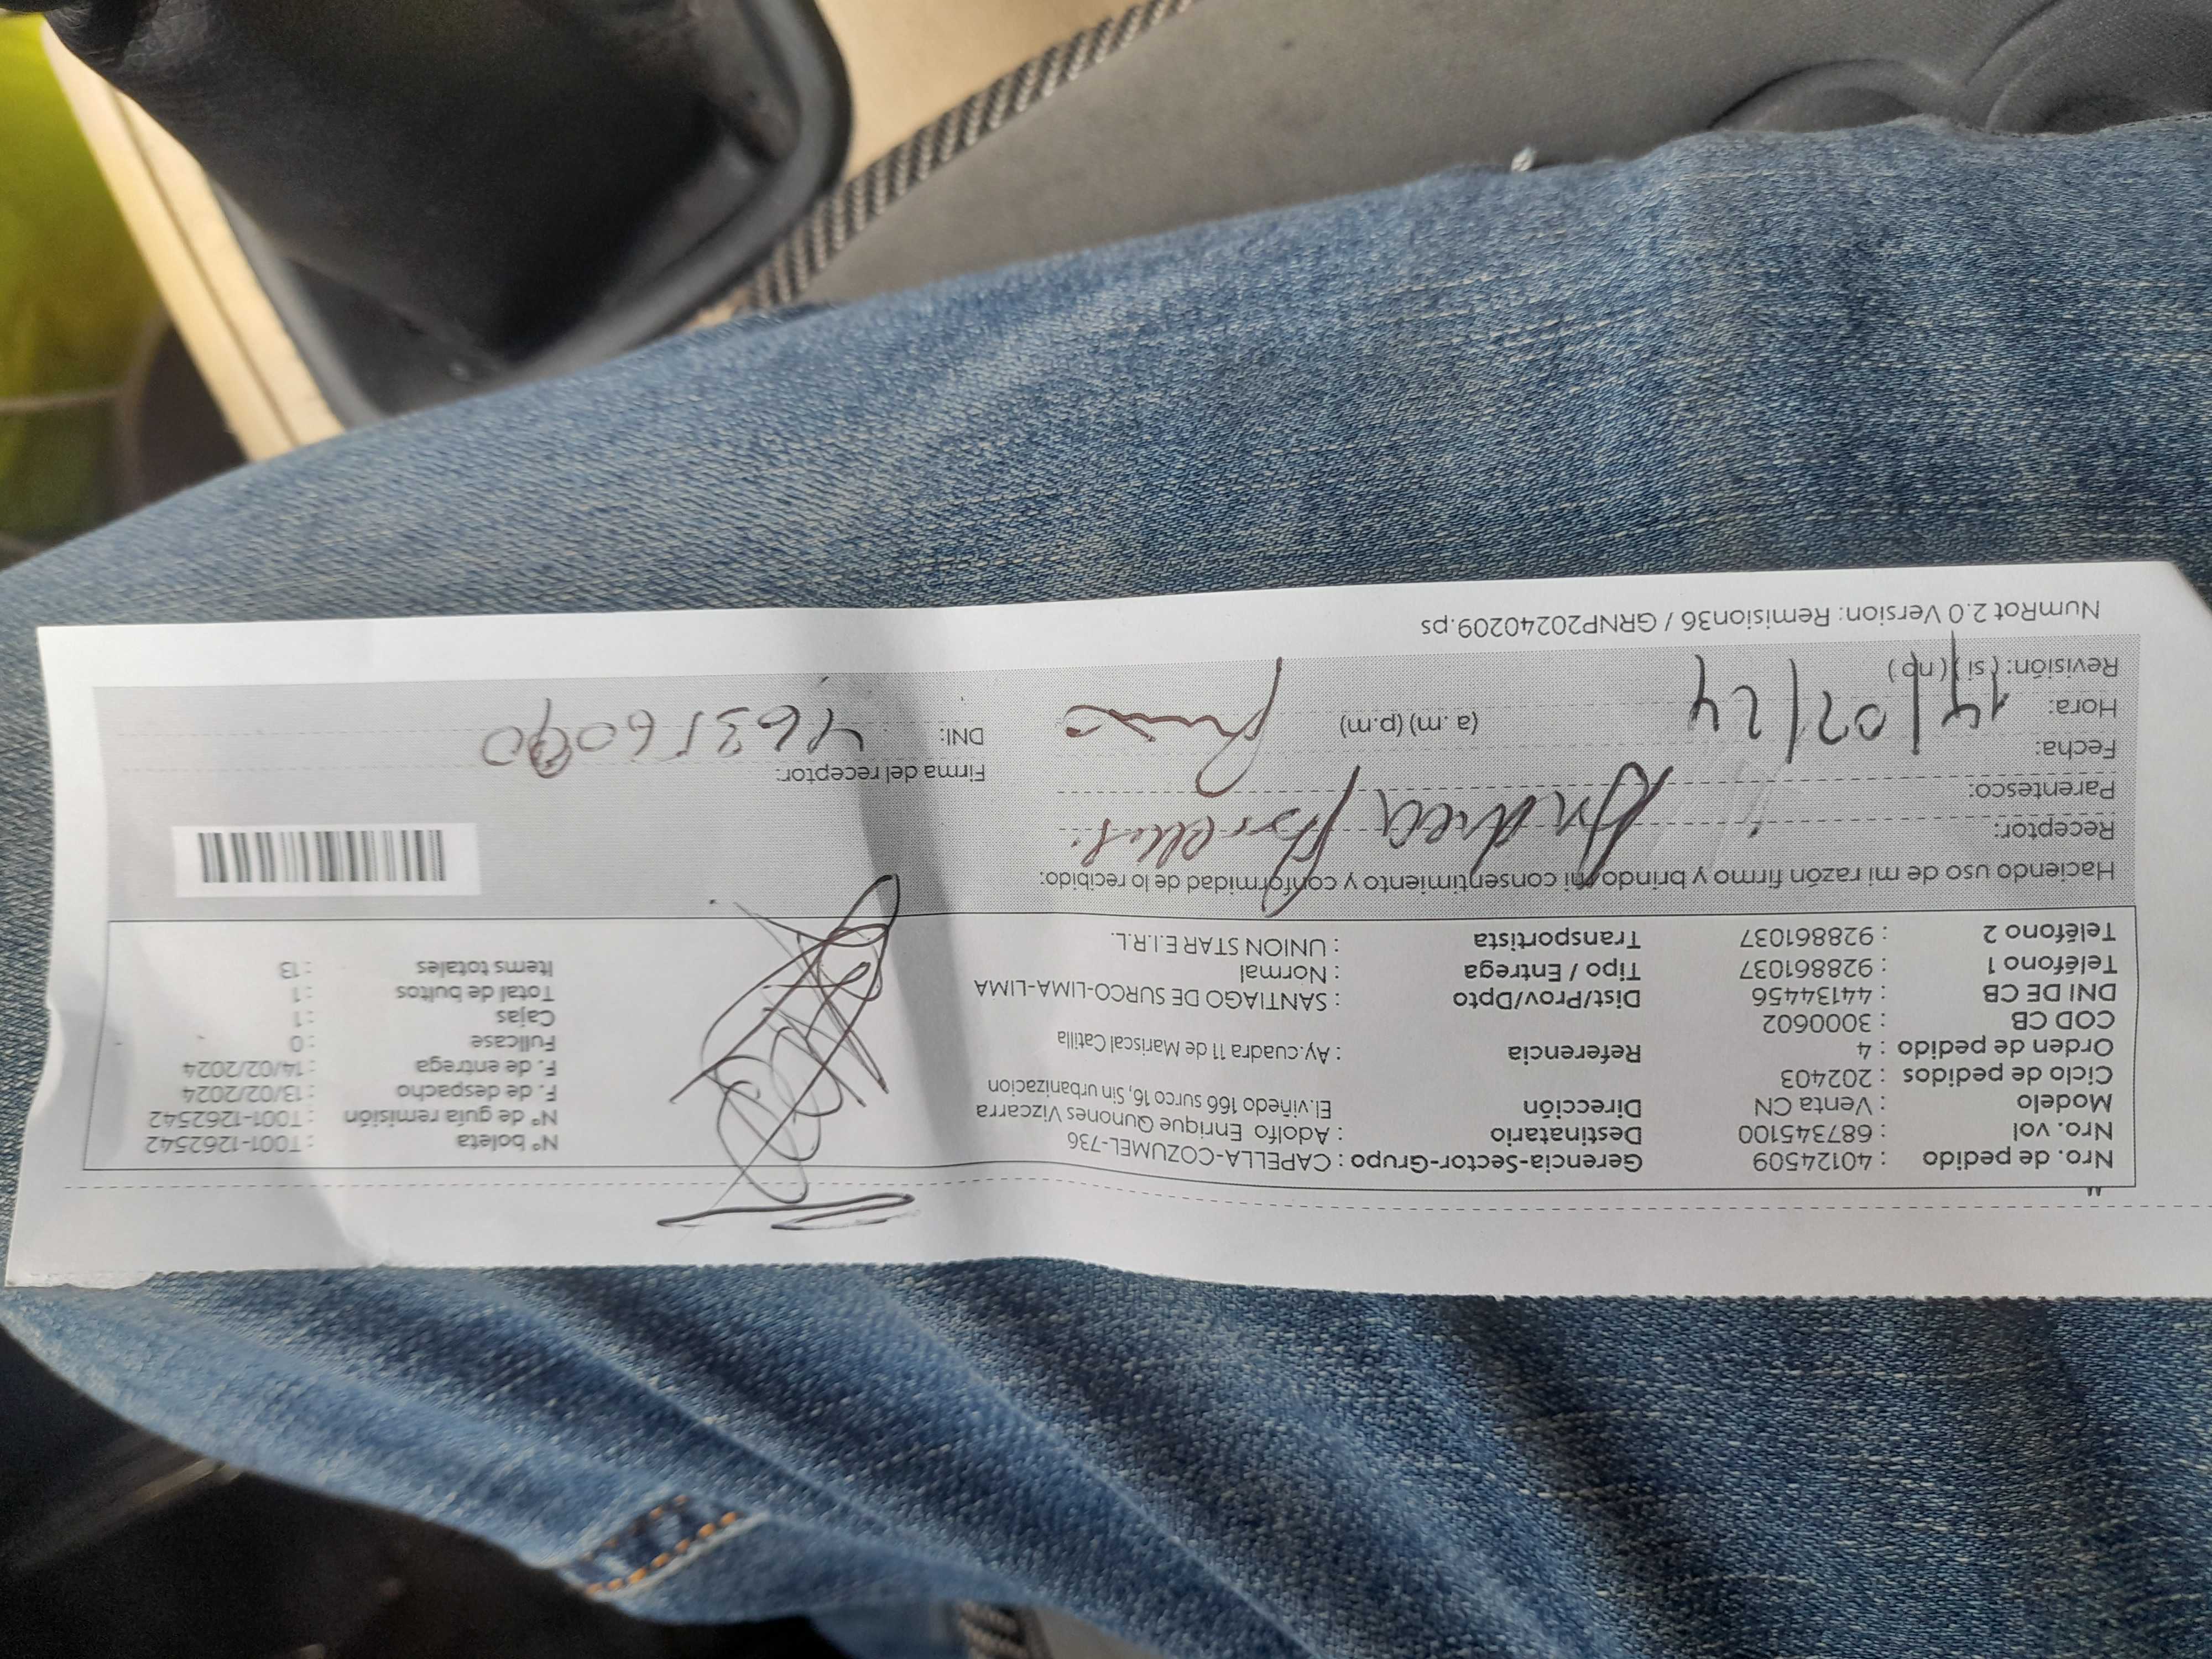 Nro. de pedido : 40124509 Gerencia-Sector-Grupo : CAPELLA-COZUMEL-736 N° boleta : T001-1262542
Nro. vol : 687345100 Destinatario : Adolfo Enrique Qunones Vizcarra N° de guía remisión : T001-1262542
Modelo : Venta CN Dirección El.viñedo 166 surco 16, Sin urbanizacion F. de despacho : 13/02/2024
Ciclo de pedidos : 202403 F. de entrega : 14/02/2024
Orden de pedido : 4 Referencia : Ay.cuadra 11 de Mariscal Catilla Fullcase : 0
COD CB : 3000602 Cajas : 1
DNI DE CB : 44134456 Dist/Prov/Dpto : SANTIAGO DE SURCO-LIMA-LIMA Total de bultos : 1
Teléfono 1 : 928861037 Tipo / Entrega : Normal Items totales : 13
Teléfono 2 : 928861037 Transportista : UNION STAR E.I.R.L.
Haciendo uso de mi razón firmo y brindo mi consentimiento y conformidad de lo recibido:
Receptor: Andrea
Parentesco:
Fecha: 14/02/24 Firma del receptor:
Hora: (a. m) (p.m) DNI:
Revisión: (si) (no)
NumRot 2.0 Version: Remision36 / GRNP20240209.ps